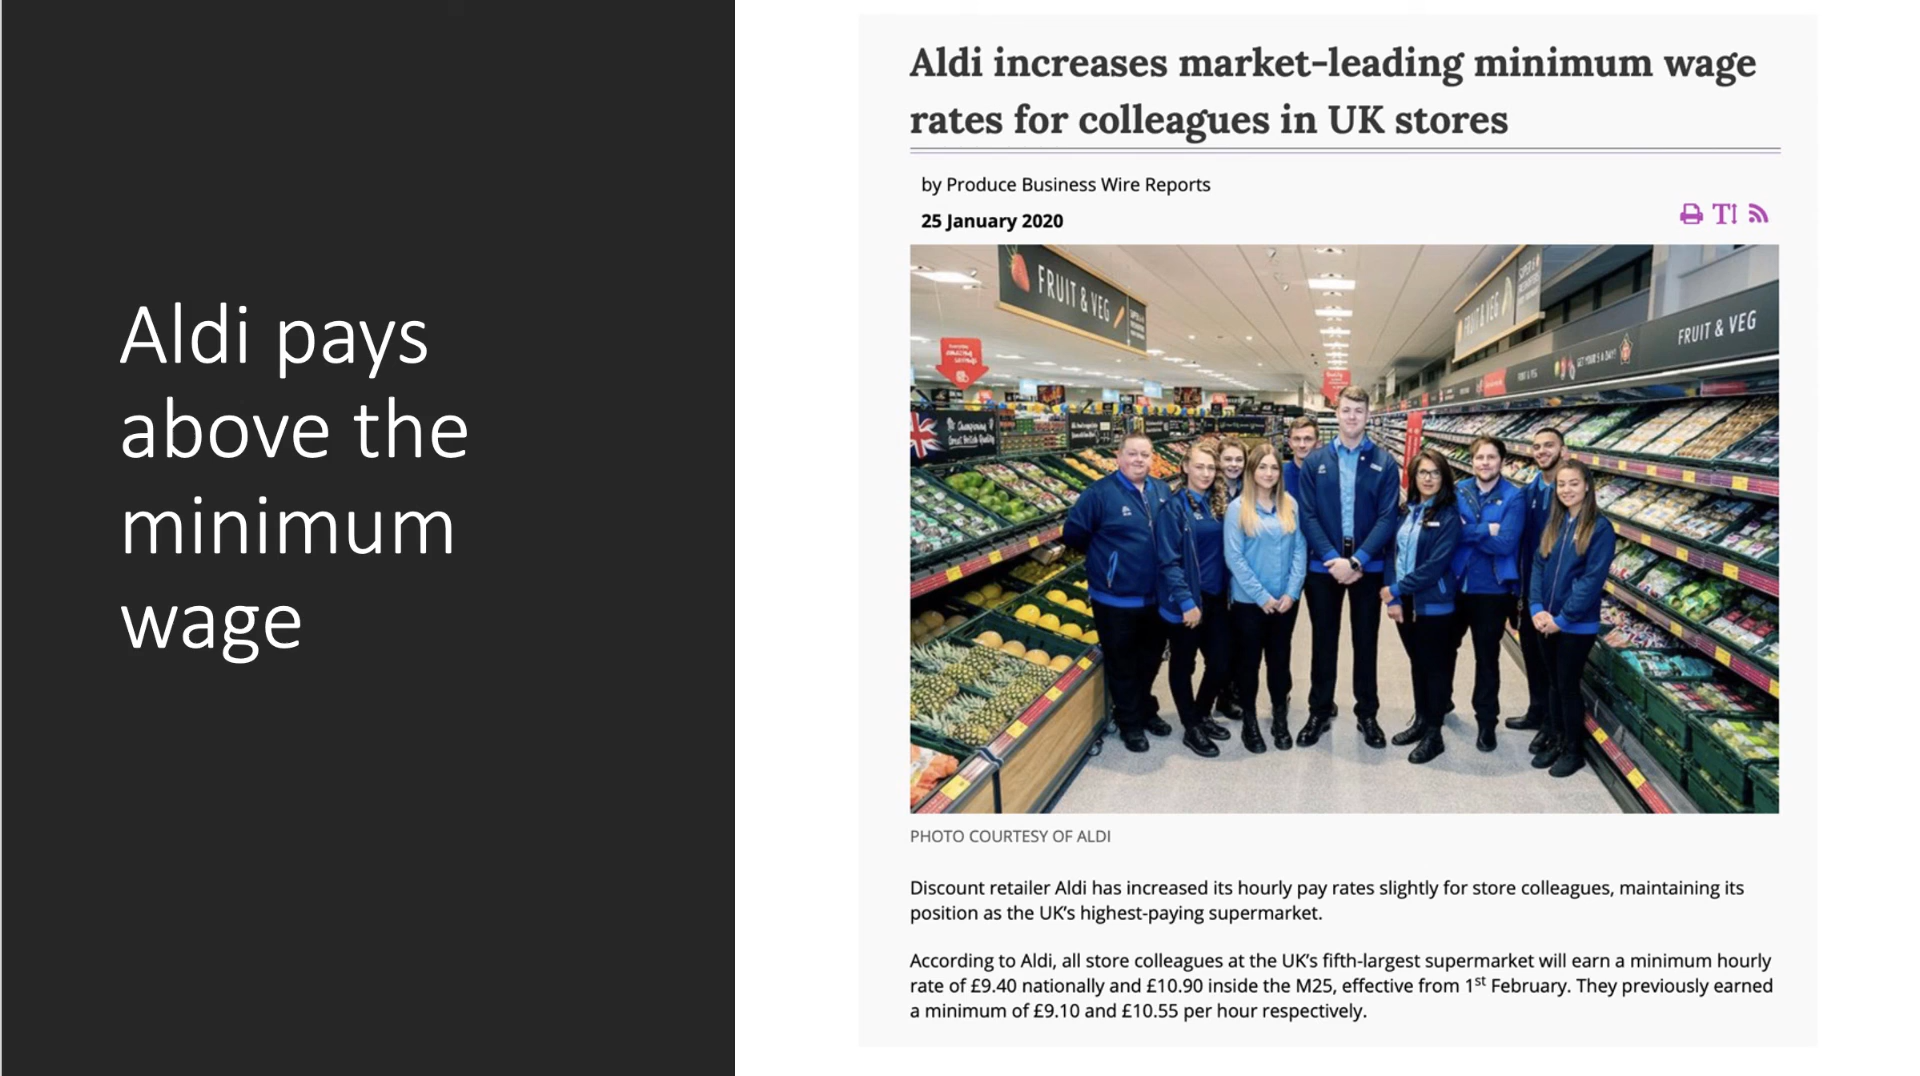 Aldi pays
above the
minimum
wage
Aldi increases market-leading minimum wage
rates for colleagues in UK stores
by Produce Business Wire Reports
25 January 2020
FRUIT & VEG
FRUIT & VEG
FRUIT & VEG
PHOTO COURTESY OF ALDI
Discount retailer Aldi has increased its hourly pay rates slightly for store colleagues, maintaining its
position as the UK's highest-paying supermarket.
According to Aldi, all store colleagues at the UK's fifth-largest supermarket will earn a minimum hourly
rate of £9.40 nationally and £10.90 inside the M25, effective from 1st February. They previously earned
a minimum of £9.10 and £10.55 per hour respectively.